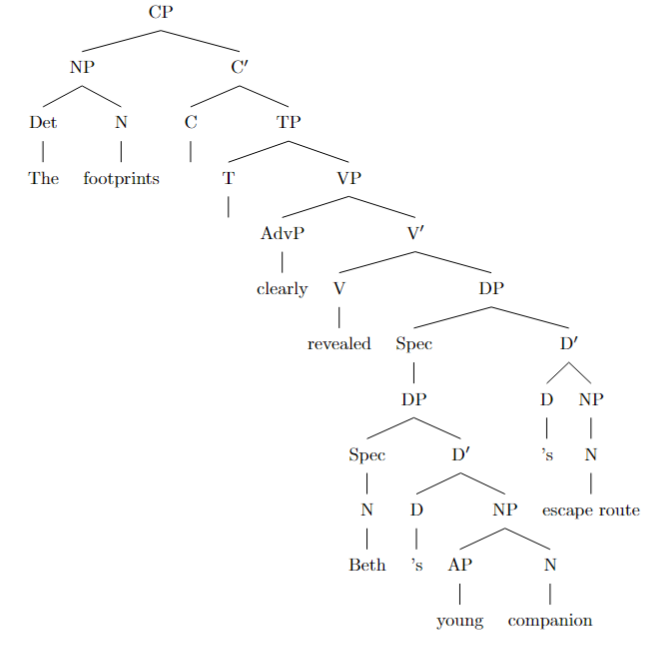 CP
NP C′
Det N C TP
The footprints T VP
AdvP V′
clearly V DP
revealed Spec D′
DP D NP
Spec D′ 's N
N D NP escape route
Beth 's AP N
young companion